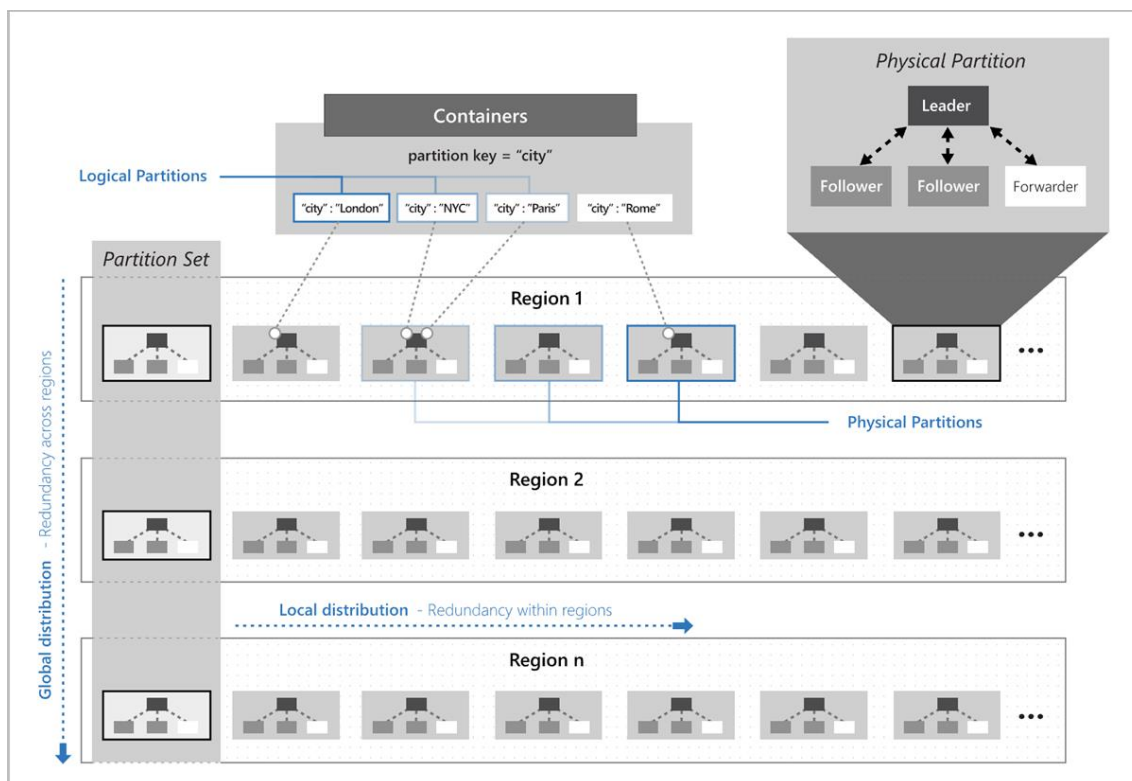 Physical Partition
Leader
Follower
Follower
Forwarder
Containers
partition key = “city”
Logical Partitions
“city” : “London”
“city” : “NYC”
“city” : “Paris”
“city” : “Rome”
Partition Set
Region 1
•••
Physical Partitions
Region 2
•••
Local distribution - Redundancy within regions
Region n
•••
Global distribution - Redundancy across regions